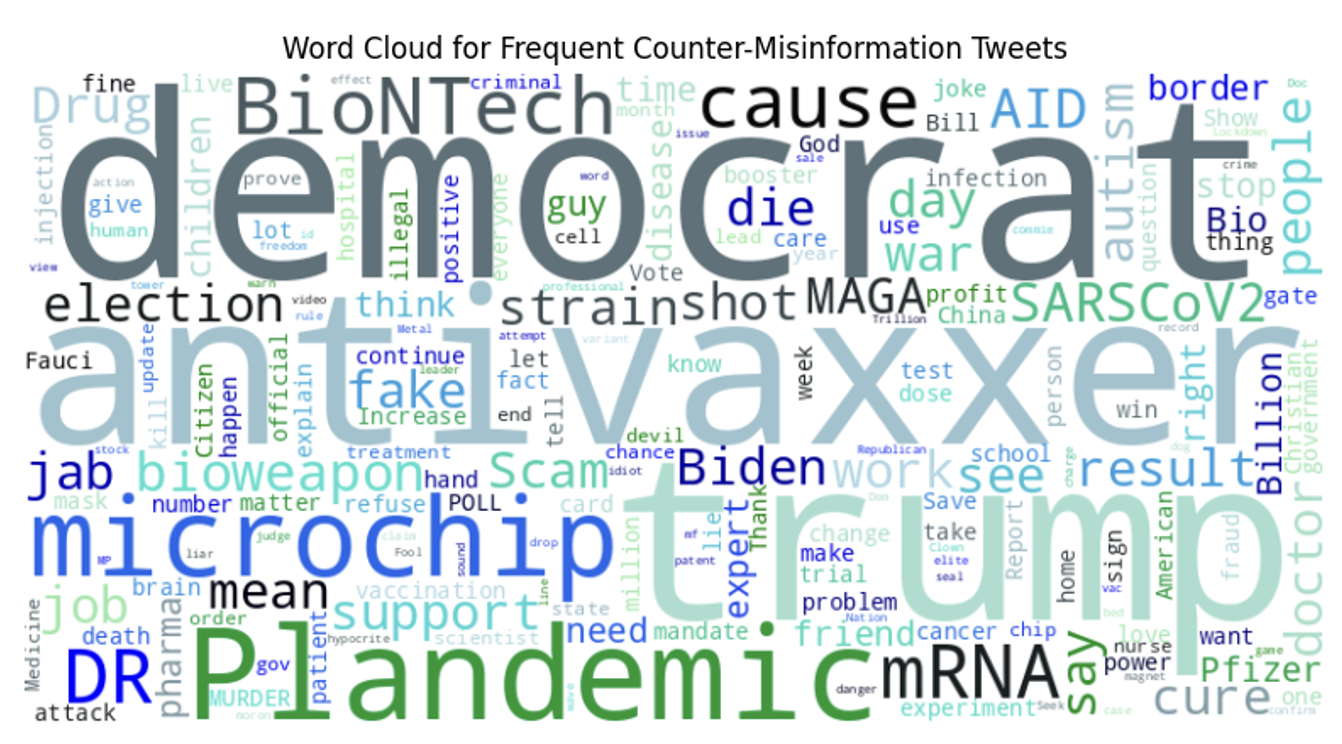 Word Cloud for Frequent Counter-Misinformation Tweets
fine
live
effect
criminal
time
month
cause
joke
AID
border
Doc
Drug
BioNTech
issue
Bill
autism
Show
Lockdown
people
democrat
injection
children
disease
God
sale
crime
action
prove
hospital
illegal
positive
word
everyone
guy
booster
infection
question
stop
give
human
lot
id
freedom
cell
die
lead
care
year
day
use
war
commie
Bio
thing
view
tower
warn
Vote
professional
election
video
rule
think
strain
shot
MAGA
Trillion
profit
China
SARSCoV2
gate
antivaxxer
Fauci
update
kill
Citizen
happen
official
explain
Metal
continue
leader
fake
Increase
attempt
let
fact
end
tell
variant
know
week
test
dose
person
record
win
right
Billion
Christian
government
devil
jab
stock
bioweapon
treatment
hand
Scam
chance
idiot
Biden
Republican
work
school
see
charge
dog
result
mask
number
matter
refuse
POLL
card
trump
microchip
MP
liar
judge
claim
Fool
sound
drop
million
mf
patent
lie
expert
Thank
change
make
trial
problem
Dem
Save
take
Clown
elite
seal
Report
home
sign
vac
American
fraud
doctor
job
brain
mean
vaccination
line
state
bed
Medicine
death
pharma
order
support
hypocrite
scientist
need
mandate
friend
Nation
cancer
chip
love
nurse
power
magnet
want
game
DR
Plandemic
gov
patient
MURDER
moron
wave
danger
mRNA
experiment
Seek
say
case
cure
Pfizer
one
confirm
attack